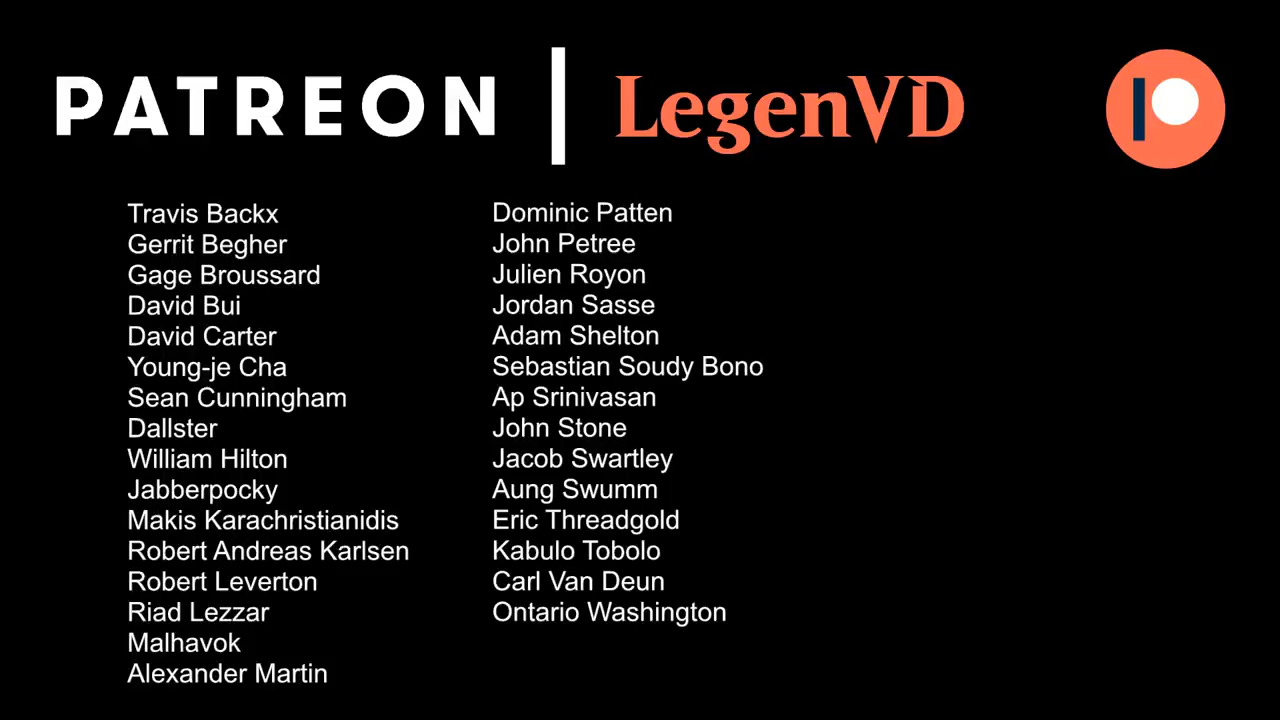 PATREON | LegenVD
Travis Backx
Gerrit Begher
Gage Broussard
David Bui
David Carter
Young-je Cha
Sean Cunningham
Dallster
William Hilton
Jabberpocky
Makis Karachristianidis
Robert Andreas Karlsen
Robert Leverton
Riad Lezzar
Malhavok
Alexander Martin
Dominic Patten
John Petree
Julien Royon
Jordan Sasse
Adam Shelton
Sebastian Soudy Bono
Ap Srinivasan
John Stone
Jacob Swartley
Aung Swumm
Eric Threadgold
Kabulo Tobolo
Carl Van Deun
Ontario Washington